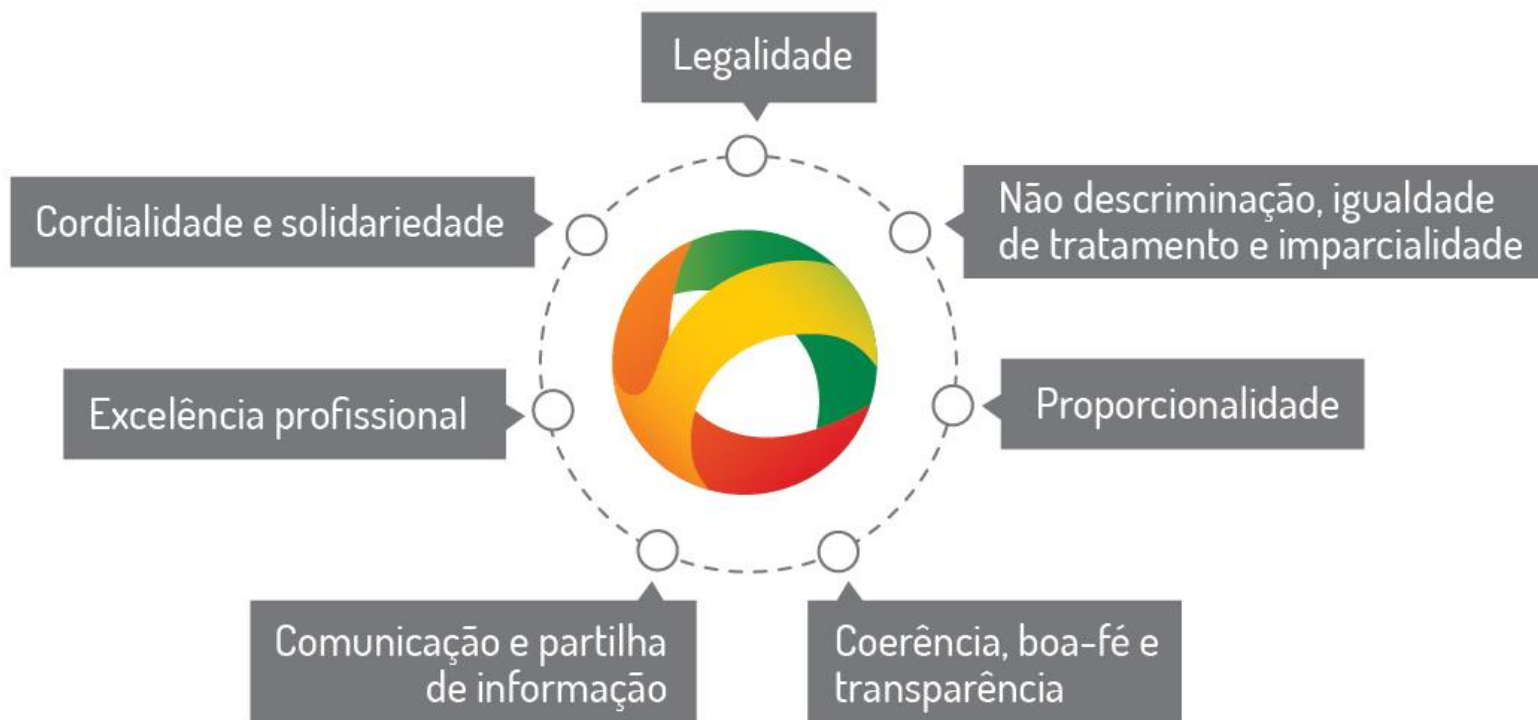 Legalidade
Não descriminação, igualdade
de tratamento e imparcialidade
Proporcionalidade
Coerência, boa-fé e
transparência
Comunicação e partilha
de informação
Excelência profissional
Cordialidade e solidariedade